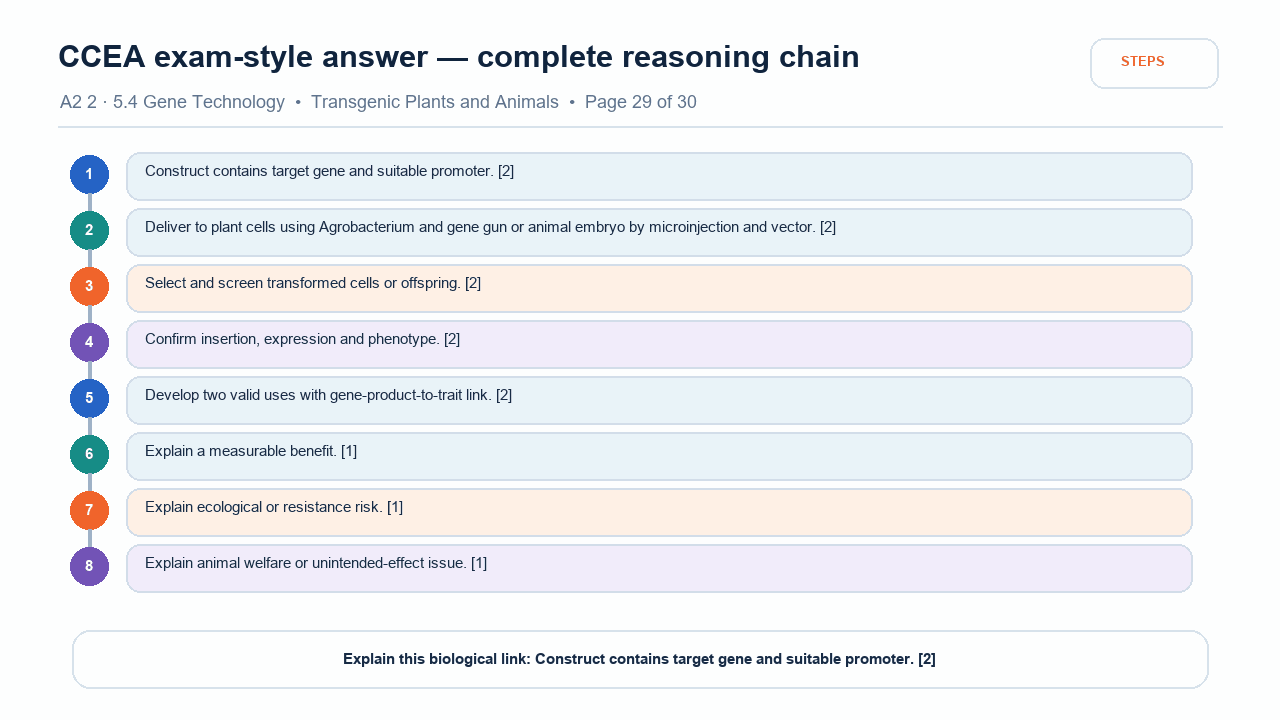 CCEA exam-style answer — complete reasoning chain
STEPS
A2 2 · 5.4 Gene Technology • Transgenic Plants and Animals • Page 29 of 30
1 Construct contains target gene and suitable promoter. [2]
2 Deliver to plant cells using Agrobacterium and gene gun or animal embryo by microinjection and vector. [2]
3 Select and screen transformed cells or offspring. [2]
4 Confirm insertion, expression and phenotype. [2]
5 Develop two valid uses with gene-product-to-trait link. [2]
6 Explain a measurable benefit. [1]
7 Explain ecological or resistance risk. [1]
8 Explain animal welfare or unintended-effect issue. [1]
Explain this biological link: Construct contains target gene and suitable promoter. [2]